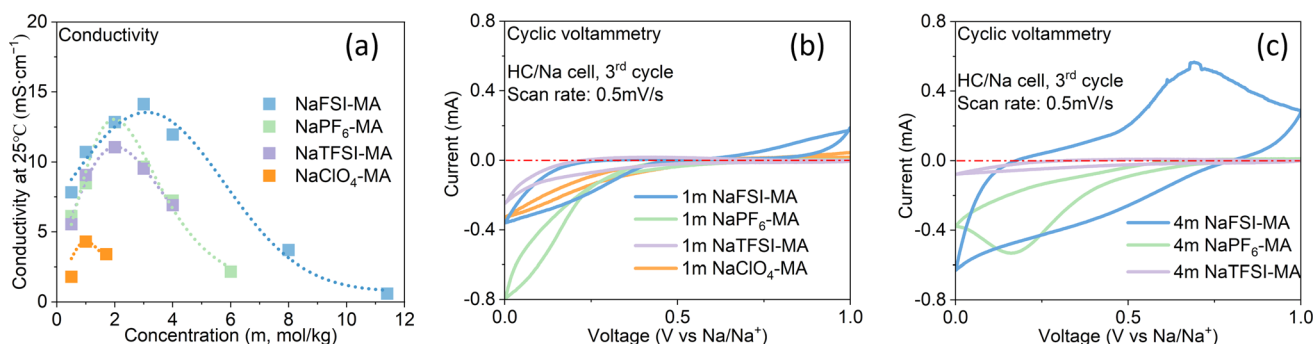 Conductivity
(a)
20
15
10
5
0
Conductivity at 25℃ (mS·cm⁻¹)
NaFSI-MA
NaPF₆-MA
NaTFSI-MA
NaClO₄-MA
0 2 4 6 8 10 12
Concentration (m, mol/kg)
Cyclic voltammetry
(b)
HC/Na cell, 3ʳᵈ cycle
Scan rate: 0.5mV/s
0.8
0.4
0.0
-0.4
-0.8
Current (mA)
1m NaFSI-MA
1m NaPF₆-MA
1m NaTFSI-MA
1m NaClO₄-MA
0.0 0.5 1.0
Voltage (V vs Na/Na⁺)
Cyclic voltammetry
(c)
HC/Na cell, 3ʳᵈ cycle
Scan rate: 0.5mV/s
0.8
0.4
0.0
-0.4
-0.8
Current (mA)
4m NaFSI-MA
4m NaPF₆-MA
4m NaTFSI-MA
0.0 0.5 1.0
Voltage (V vs Na/Na⁺)